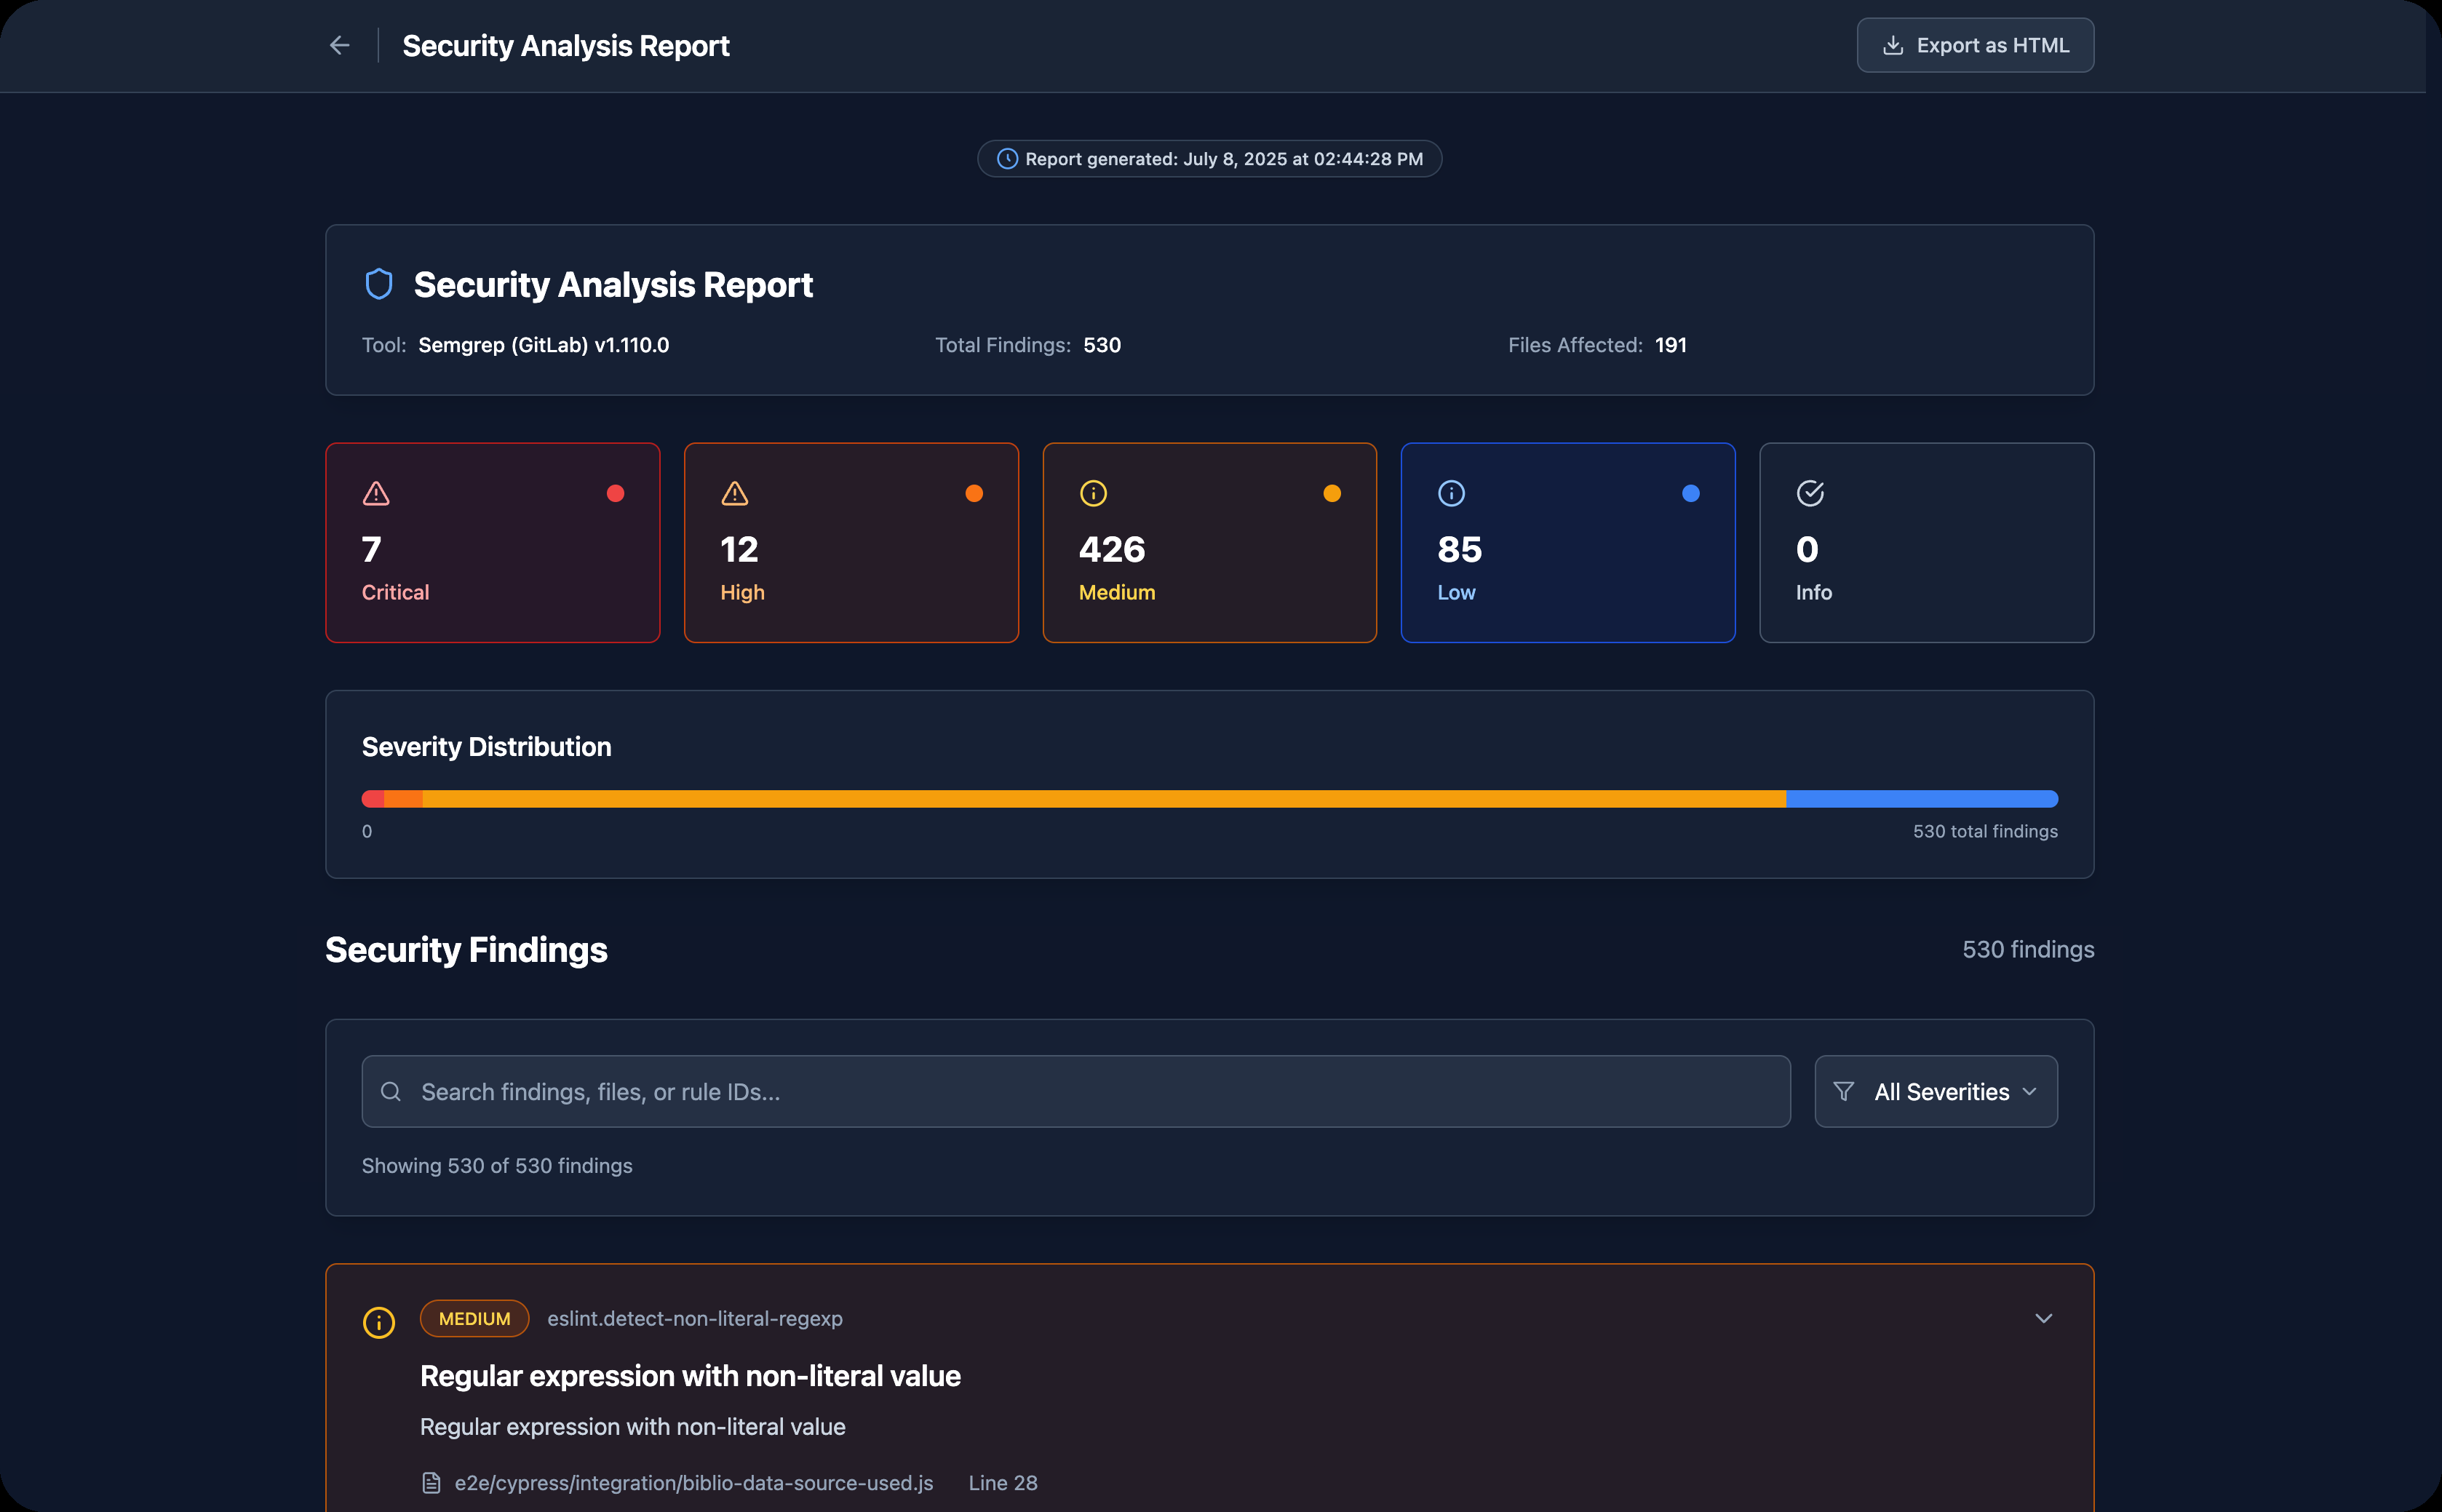 Security Analysis Report
Export as HTML
Report generated: July 8, 2025 at 02:44:28 PM
Security Analysis Report
Tool: Semgrep (GitLab) v1.110.0
Total Findings: 530
Files Affected: 191
7
Critical
12
High
426
Medium
85
Low
0
Info
Severity Distribution
0
530 total findings
Security Findings
530 findings
Search findings, files, or rule IDs...
All Severities
Showing 530 of 530 findings
MEDIUM
eslint.detect-non-literal-regexp
Regular expression with non-literal value
Regular expression with non-literal value
e2e/cypress/integration/biblio-data-source-used.js
Line 28